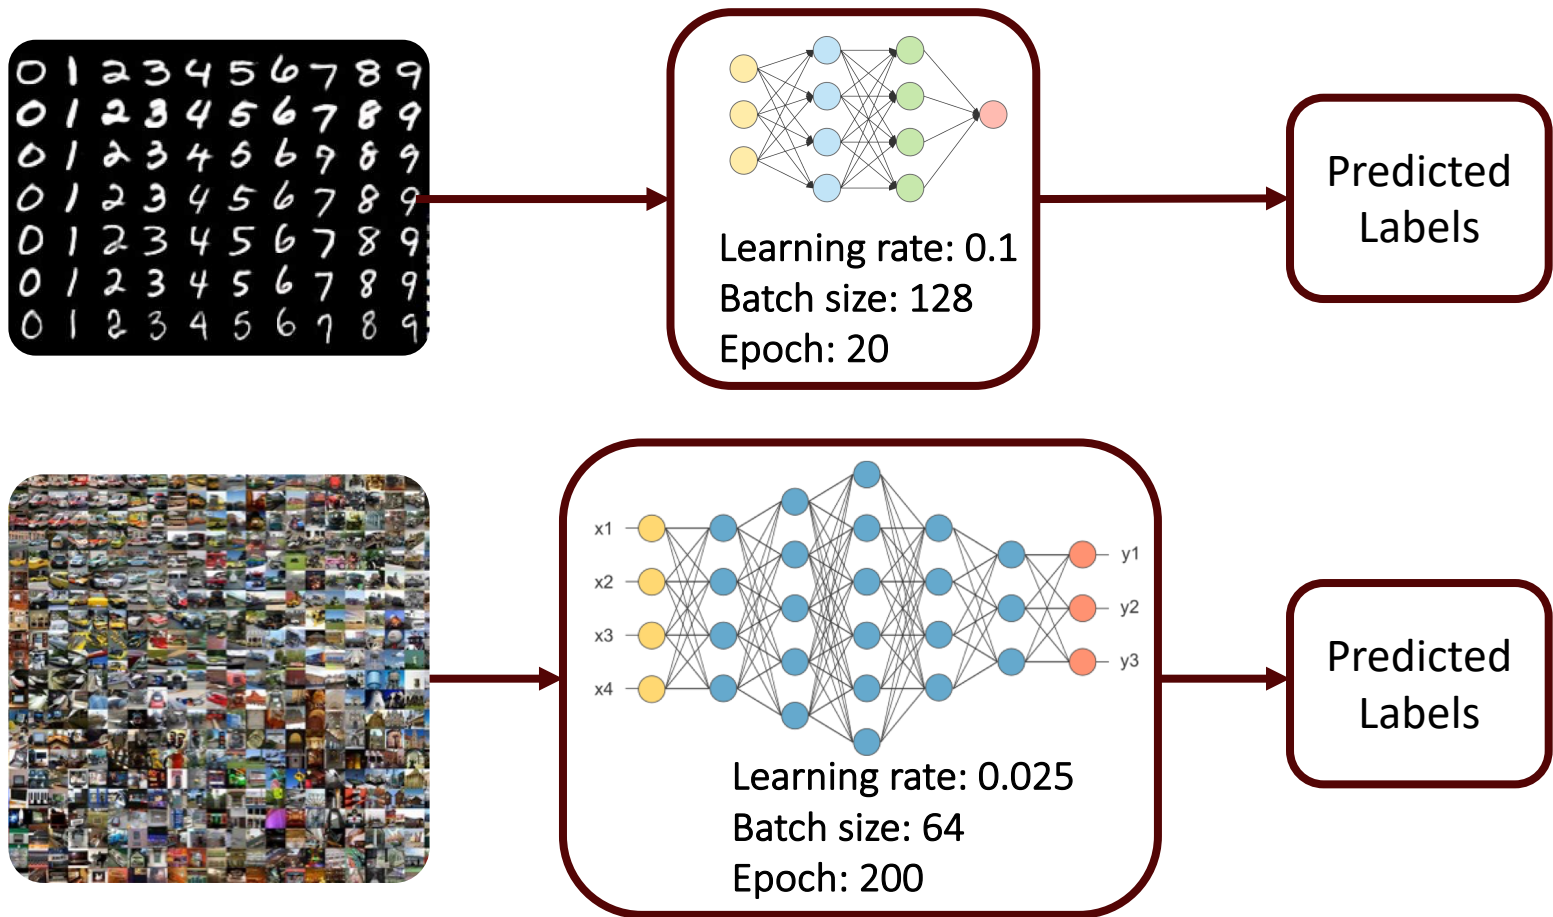 0 1 2 3 4 5 6 7 8 9
0 1 2 3 4 5 6 7 8 9
0 1 2 3 4 5 6 7 8 9
0 1 2 3 4 5 6 7 8 9
0 1 2 3 4 5 6 7 8 9
0 1 2 3 4 5 6 7 8 9
0 1 2 3 4 5 6 7 8 9
Learning rate: 0.1
Batch size: 128
Epoch: 20
Predicted
Labels
x1
x2
x3
x4
y1
y2
y3
Learning rate: 0.025
Batch size: 64
Epoch: 200
Predicted
Labels